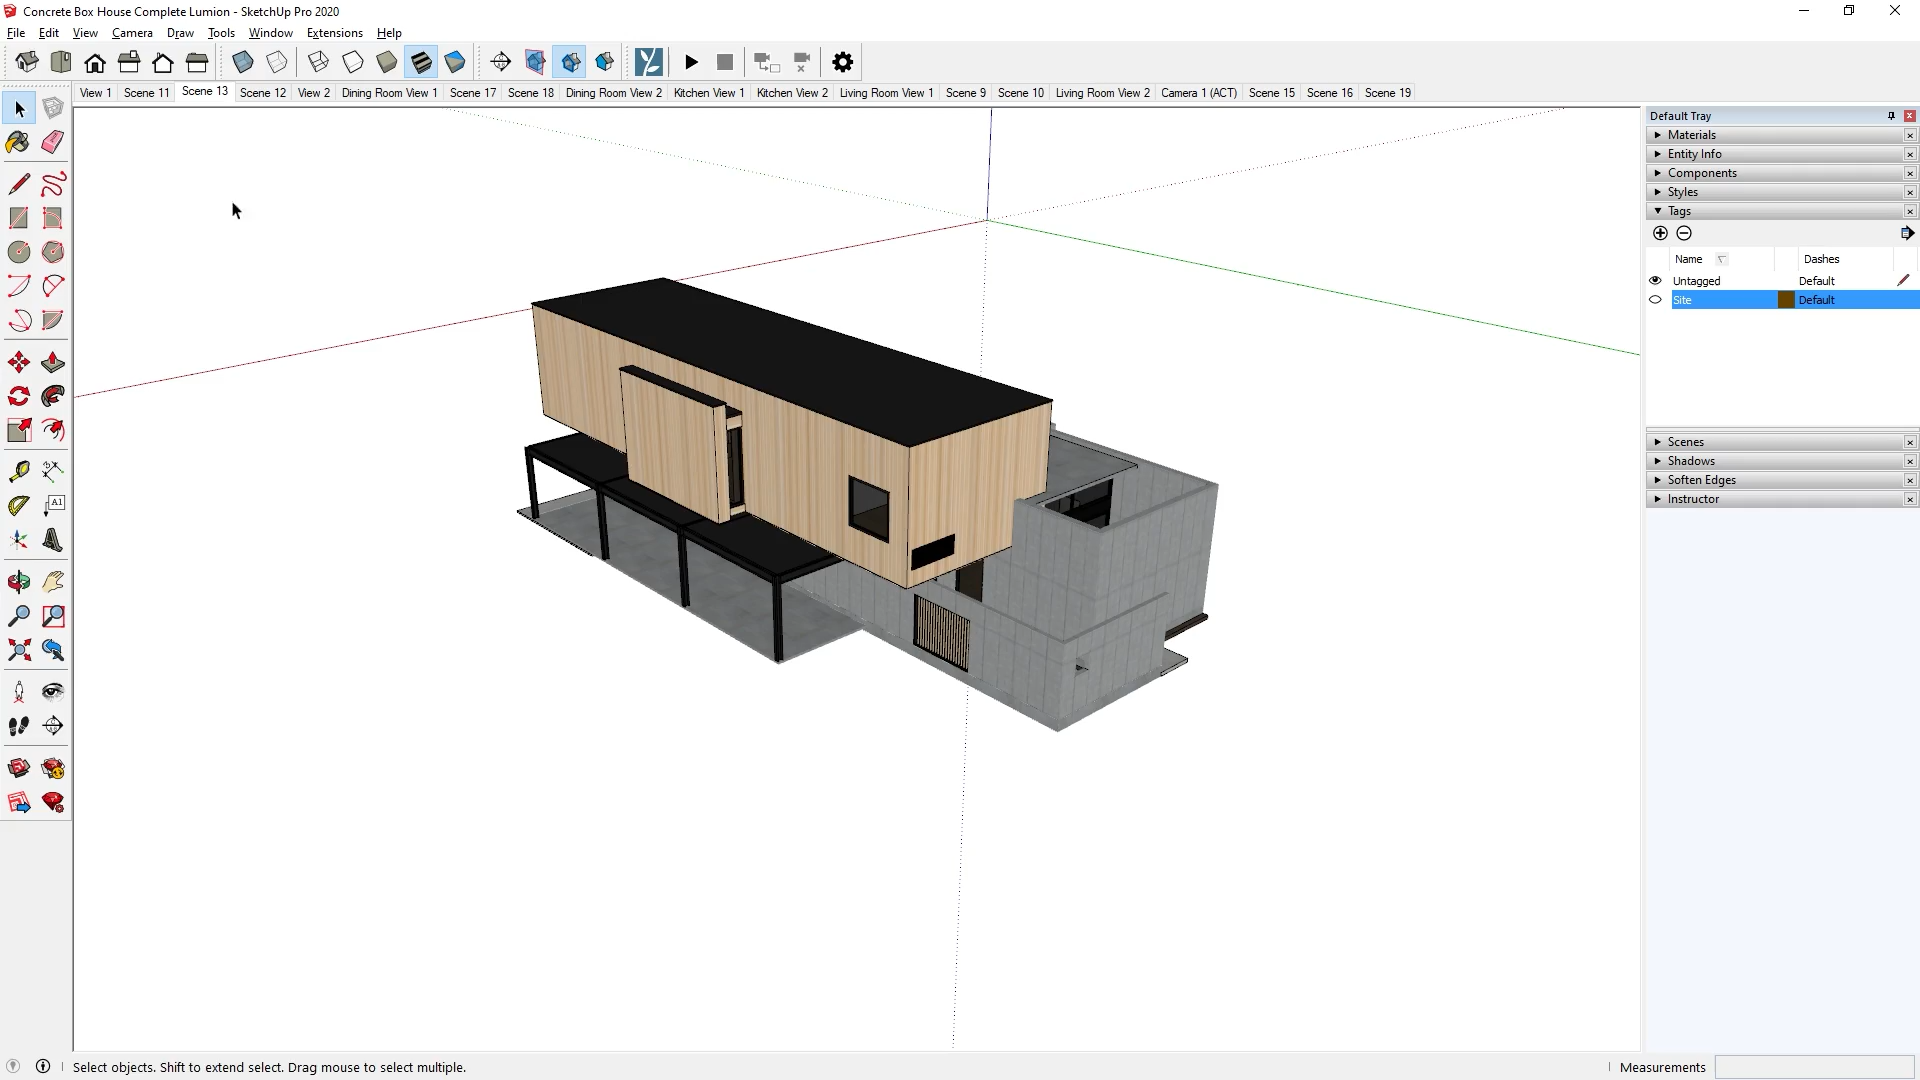 Concrete Box House Complete Lumion - SketchUp Pro 2020
File Edit View Camera Draw Tools Window Extensions Help
View 1 Scene 11 Scene 13 Scene 12 View 2 Dining Room View 1 Scene 17 Scene 18 Dining Room View 2 Kitchen View 1 Kitchen View 2 Living Room View 1 Scene 9 Scene 10 Living Room View 2 Camera 1 (ACT) Scene 15 Scene 16 Scene 19
Default Tray
Materials
Entity Info
Components
Styles
Tags
Name Dashes
Untagged Default
Site Default
Scenes
Shadows
Soften Edges
Instructor
A1
Select objects. Shift to extend select. Drag mouse to select multiple.
Measurements